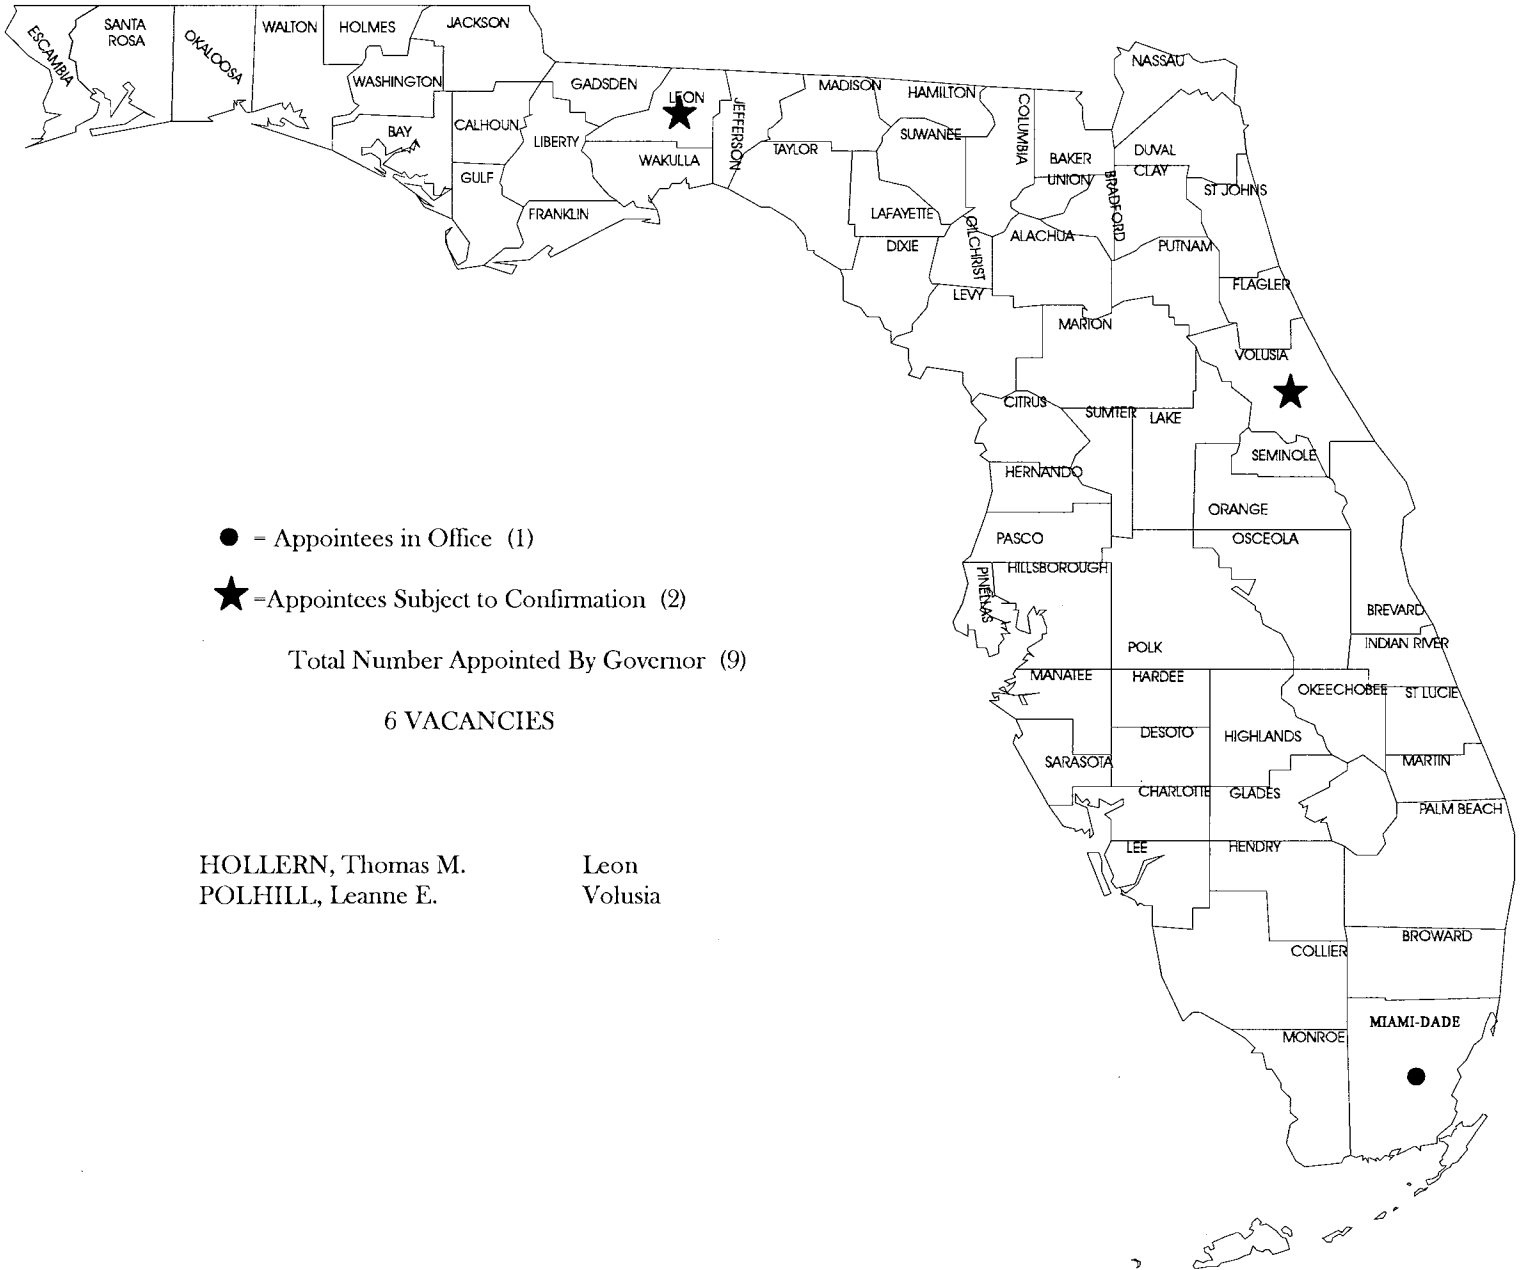 ESCAMBIA
SANTA
ROSA
OKALOOSA
WALTON
HOLMES
JACKSON
WASHINGTON
BAY
CALHOUN
GULF
GADSDEN
LIBERTY
FRANKLIN
LEON
WAKULLA
JEFFERSON
MADISON
TAYLOR
HAMILTON
SUWANEE
LAFAYETTE
DIXIE
COLUMBIA
GILCHRIST
LEVY
BAKER
UNION
BRADFORD
ALACHUA
NASSAU
DUVAL
CLAY
ST JOHNS
PUTNAM
FLAGLER
MARION
VOLUSIA
CITRUS
SUMTER
LAKE
SEMINOLE
HERNANDO
ORANGE
PASCO
OSCEOLA
HILLSBOROUGH
PINELLAS
BREVARD
INDIAN RIVER
POLK
MANATEE
HARDEE
OKEECHOBEE
ST LUCIE
DESOTO
HIGHLANDS
SARASOTA
MARTIN
CHARLOTTE
GLADES
PALM BEACH
LEE
HENDRY
COLLIER
BROWARD
MIAMI-DADE
MONROE
= Appointees in Office (1)
=Appointees Subject to Confirmation (2)
Total Number Appointed By Governor (9)
6 VACANCIES
HOLLERN, Thomas M. Leon
POLHILL, Leanne E. Volusia